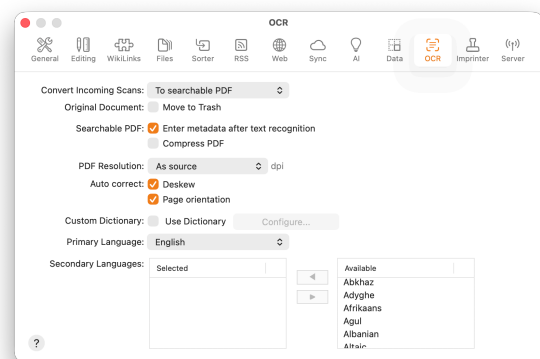 OCR
General Editing WikiLinks Files Sorter RSS Web Sync AI Data OCR Imprinter Server
Convert Incoming Scans: To searchable PDF
Original Document: Move to Trash
Searchable PDF: Enter metadata after text recognition
Compress PDF
PDF Resolution: As source dpi
Auto correct: Deskew
Page orientation
Custom Dictionary: Use Dictionary Configure...
Primary Language: English
Secondary Languages: Selected Available
Abkhaz
Adyghe
Afrikaans
Agul
Albanian
Altaic
?